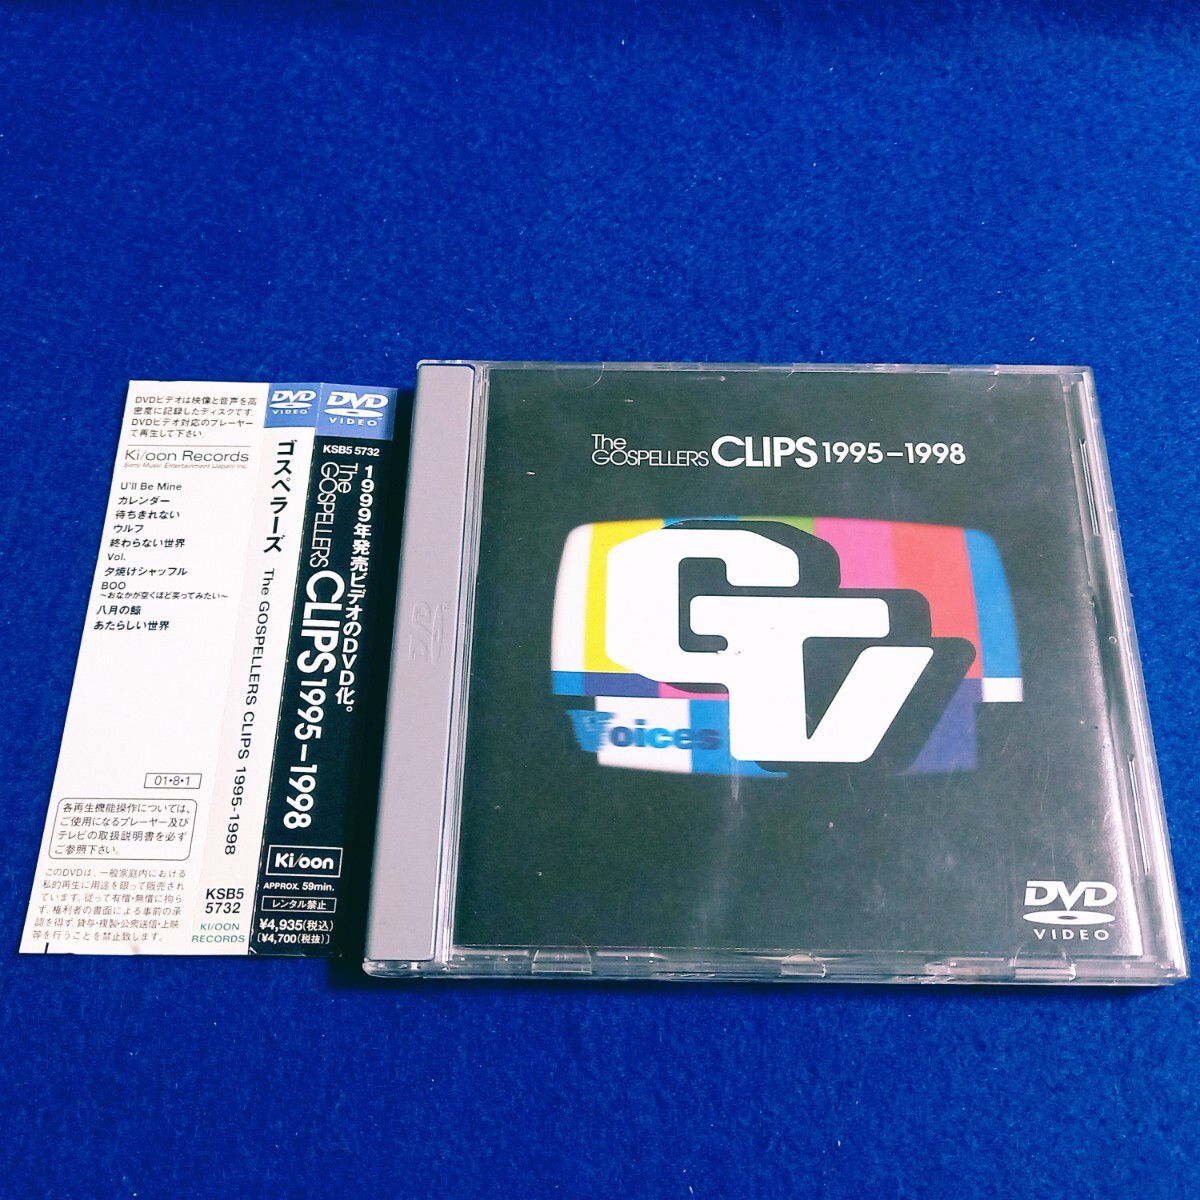 DVDビデオは映像と音声を高
密度に記録したディスクです。
DVDビデオ対応のプレーヤー
で再生して下さい。
Ki/oon Records
Sony Music Entertainment (Japan) Inc.
U'll Be Mine
カレンダー
待ちきれない
ウルフ
終わらない世界
Vol.
夕焼けシャッフル
BOO
〜おなかが空くほど笑ってみたい〜
八月の鯨
あたらしい世界
01•8•1
各再生機能操作については、
ご使用になるプレーヤー及び
テレビの取扱説明書を必ず
ご参照下さい。
このDVDは、一般家庭内における
私的再生に用途を限って販売され
ています。従って有償・無償に拘ら
ず、権利者の書面による事前の承
認を得ず、貸与・複製・公衆送信・上映
等を行うことを禁止致します。
DVD
VIDEO
ゴスペラーズ
The GOSPELLERS CLIPS 1995-1998
KSB5
5732
KI/OON
RECORDS
DVD
VIDEO
KSB5 5732
1999年発売ビデオのDVD化。
The
GOSPELLERS
CLIPS 1995-1998
Ki/oon
APPROX. 59min.
レンタル禁止
¥4,935(税込)
〔¥4,700(税抜)〕
DVD
The
GOSPELLERS CLIPS 1995-1998
GTV
Voices
DVD
VIDEO